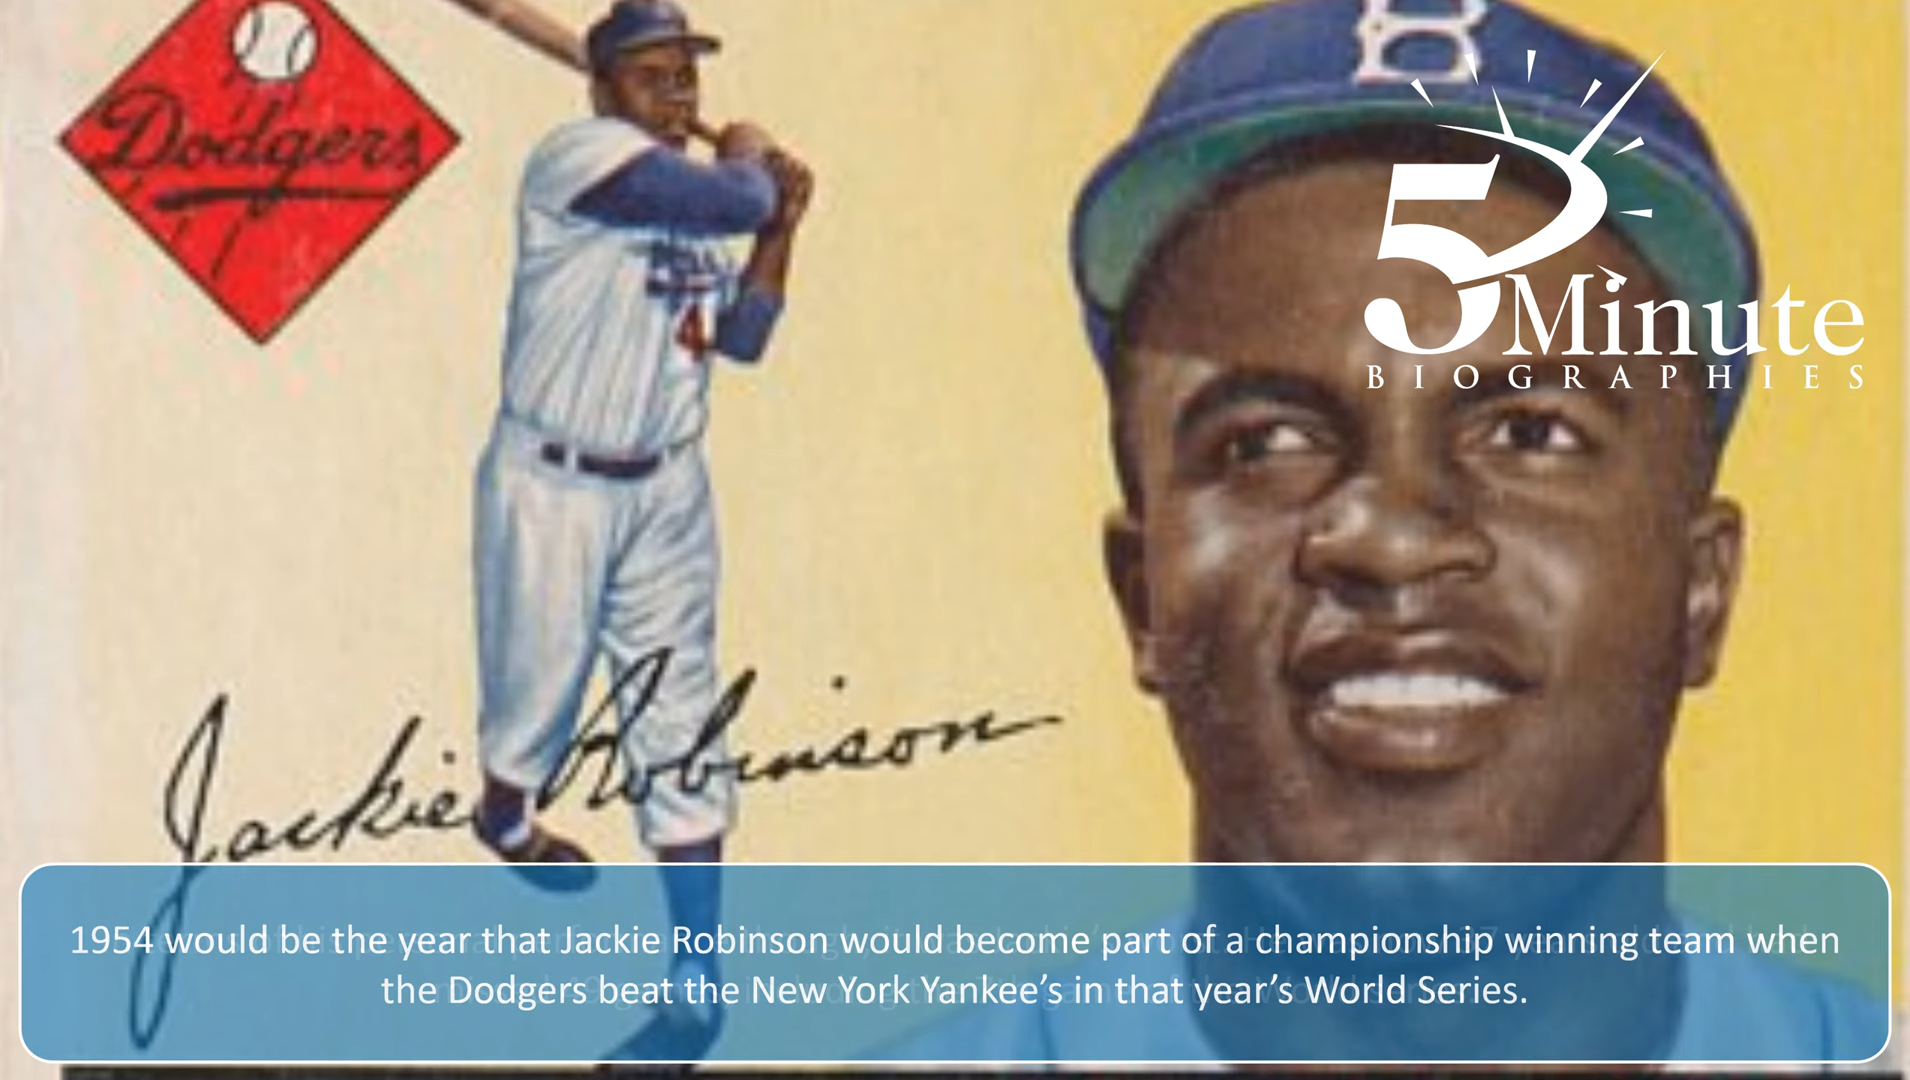 B
Dodgers
5
Minute
BIOGRAPHIES
4
Jackie Robinson
1954 would be the year that Jackie Robinson would become part of a championship winning team when
the Dodgers beat the New York Yankee’s in that year’s World Series.